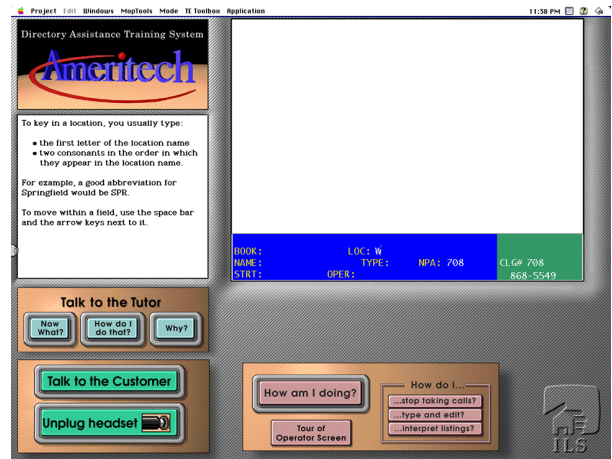 Project Edit Windows MopTools Mode TE Toolbox Application 11:38 PM
Directory Assistance Training System
Ameritech
To key in a location, you usually type:
• the first letter of the location name
• two consonants in the order in which
they appear in the location name.
For example, a good abbreviation for
Springfield would be SPR.
To move within a field, use the space bar
and the arrow keys next to it.
BOOK: LOC: W
NAME: TYPE: NPA: 708 CLG# 708
STRT: OPER: 868-5549
Talk to the Tutor
Now
What?
How do I
do that?
Why?
Talk to the Customer
Unplug headset
How am I doing?
Tour of
Operator Screen
How do I...
...stop taking calls?
...type and edit?
...interpret listings?
ILS